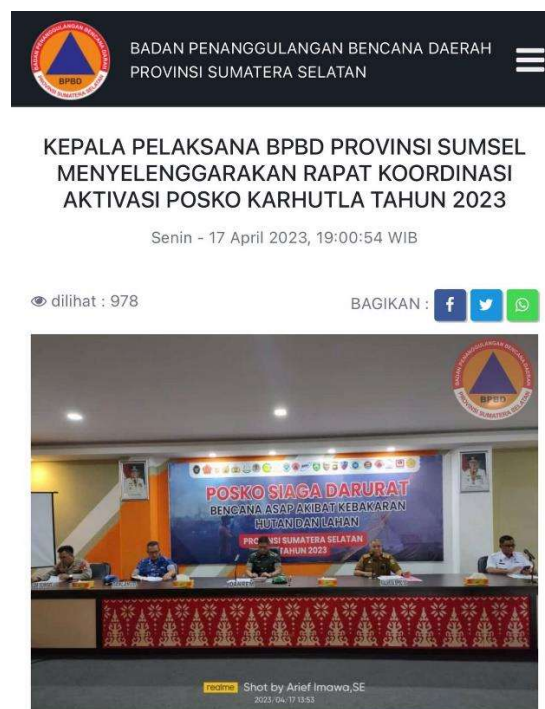 BADAN PENANGGULANGAN BENCANA DAERAH
PROVINSI SUMATERA SELATAN
BPBD
KEPALA PELAKSANA BPBD PROVINSI SUMSEL
MENYELENGGARAKAN RAPAT KOORDINASI
AKTIVASI POSKO KARHUTLA TAHUN 2023
Senin - 17 April 2023, 19:00:54 WIB
dilihat : 978
BAGIKAN :
BPBD
POSKO SIAGA DARURAT
BENCANA ASAP AKIBAT KEBAKARAN
HUTAN DAN LAHAN
PROVINSI SUMATERA SELATAN
TAHUN 2023
realme Shot by Arief Imawa,SE
2023/04/17 13:53